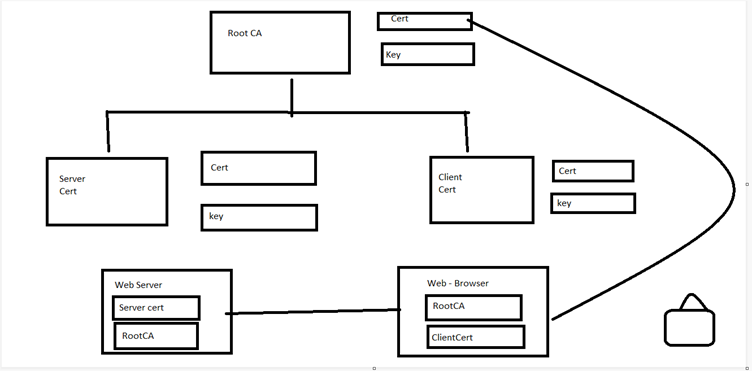 Root CA
Cert
Key
Server
Cert
Cert
key
Client
Cert
Cert
key
Web Server
Server cert
RootCA
Web - Browser
RootCA
ClientCert